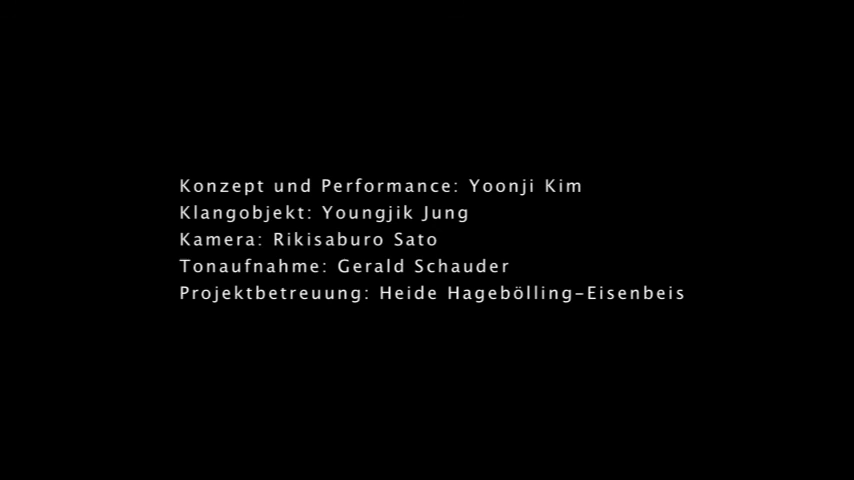 Konzept und Performance: Yoonji Kim
Klangobjekt: Youngjik Jung
Kamera: Rikisaburo Sato
Tonaufnahme: Gerald Schauder
Projektbetreuung: Heide Hagebölling-Eisenbeis